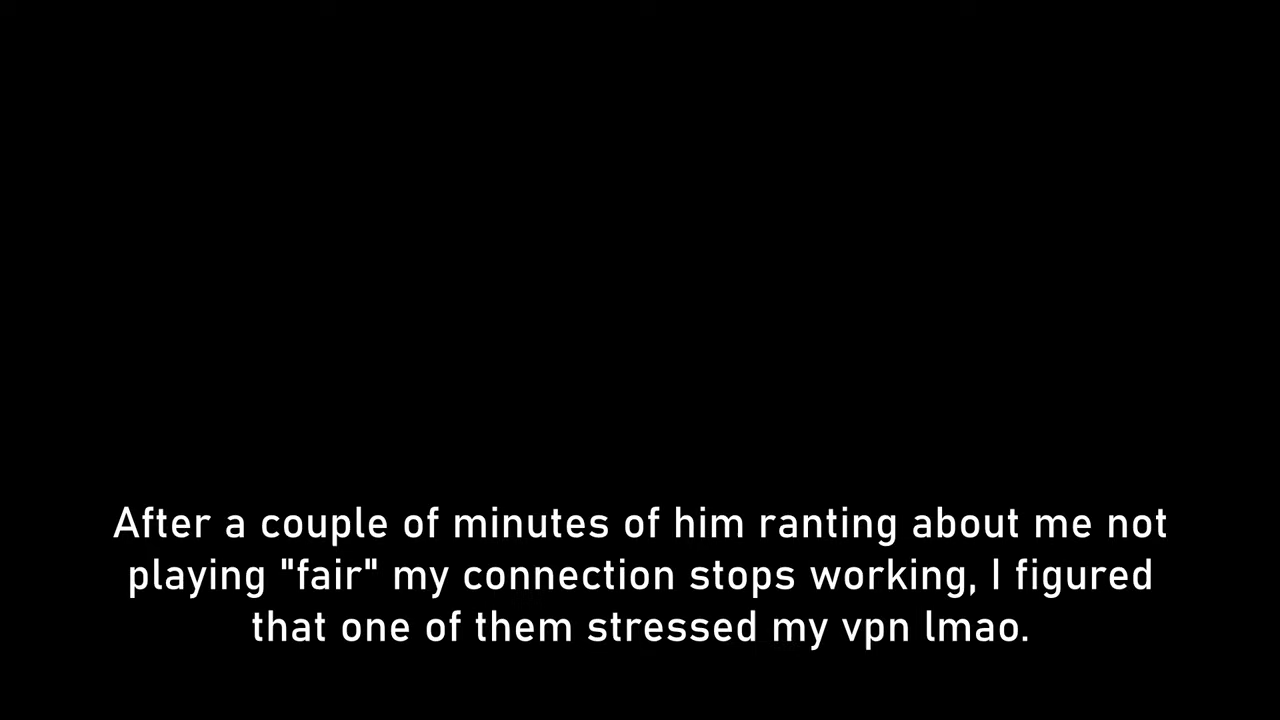 After a couple of minutes of him ranting about me not
playing "fair" my connection stops working, I figured
that one of them stressed my vpn lmao.